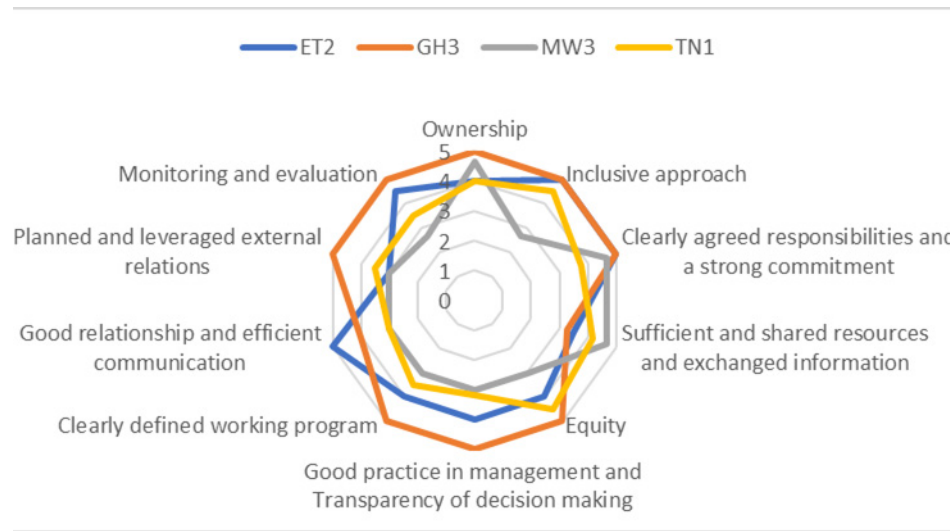 ET2 GH3 MW3 TN1
Ownership
5
4
3
2
1
0
Inclusive approach
Clearly agreed responsibilities and
a strong commitment
Sufficient and shared resources
and exchanged information
Equity
Good practice in management and
Transparency of decision making
Clearly defined working program
Good relationship and efficient
communication
Planned and leveraged external
relations
Monitoring and evaluation